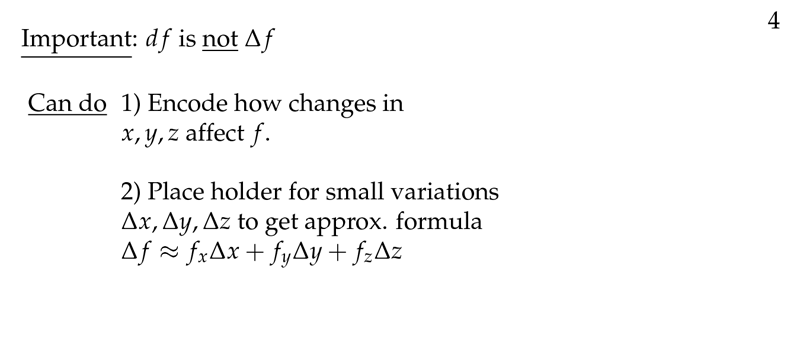 4
Important: df is not Δf
Can do 1) Encode how changes in
x, y, z affect f.
2) Place holder for small variations
Δx, Δy, Δz to get approx. formula
Δf ≈ fₓΔx + f_yΔy + f_zΔz